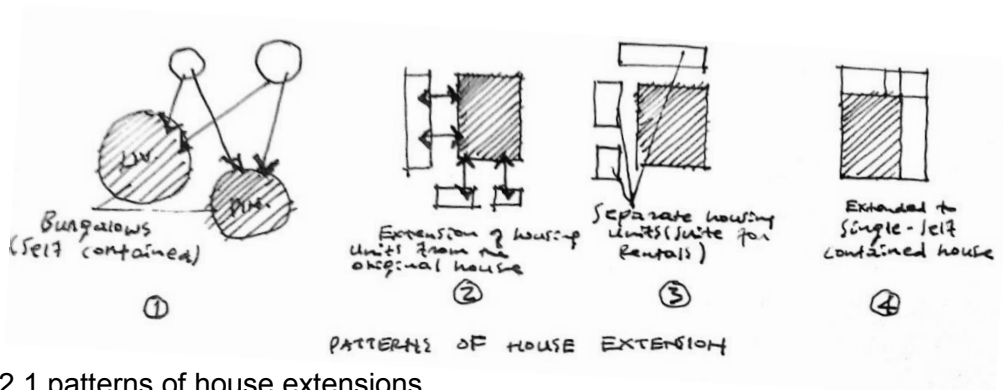 LIV.
DIN.
Bungalows
(Self contained)
①
Extension of housing
units from the
original house
②
Separate housing
units (suite for
Rentals)
③
Extended to
single-self
contained house
④
PATTERNS OF HOUSE EXTENSION
2.1 patterns of house extensions